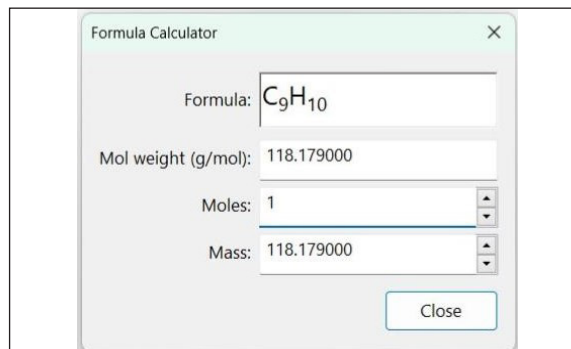 Formula Calculator
Formula: C₉H₁₀
Mol weight (g/mol): 118.179000
Moles: 1
Mass: 118.179000
Close